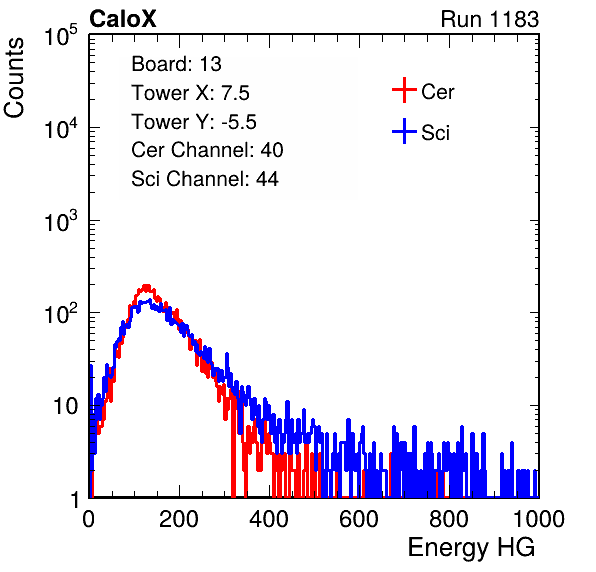 CaloX Run 1183
Counts
10^5
10^4
10^3
10^2
10
1
Board: 13
Tower X: 7.5
Tower Y: -5.5
Cer Channel: 40
Sci Channel: 44
Cer
Sci
0 200 400 600 800 1000
Energy HG